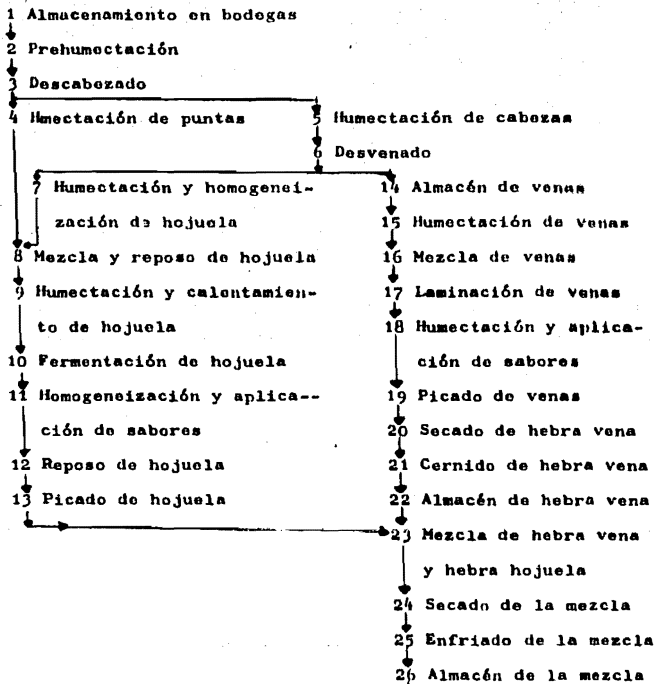 1 Almacenamiento en bodegas
2 Prehumectación
3 Descabezado
4 Hmectación de puntas
5 Humectación de cabezas
6 Desvenado
7 Humectación y homogenei-
zación da hojuela
8 Mezcla y reposo de hojuela
9 Humectación y calentamien-
to de hojuela
10 Fermentación de hojuela
11 Homogeneización y aplica--
ción de sabores
12 Reposo de hojuela
13 Picado de hojuela
14 Almacén de venas
15 Humectación de venas
16 Mezcla de venas
17 Laminación de venas
18 Humectación y aplica-
ción de sabores
19 Picado de venas
20 Secado de hebra vena
21 Cernido de hebra vena
22 Almacén de hebra vena
23 Mezcla de hebra vena
y hebra hojuela
24 Secado de la mezcla
25 Enfriado de la mezcla
26 Almacén de la mezcla